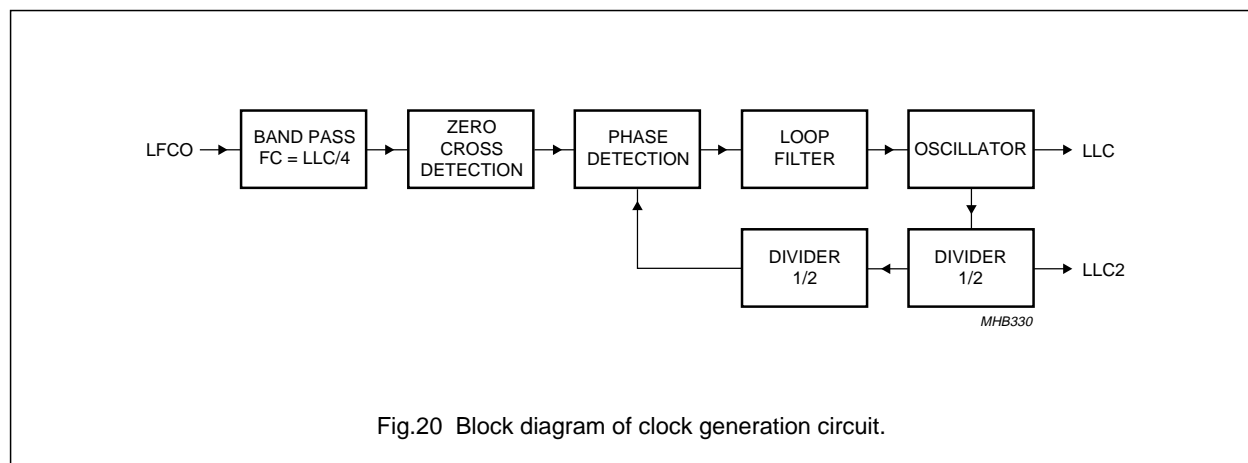 LFCO
BAND PASS
FC = LLC/4
ZERO
CROSS
DETECTION
PHASE
DETECTION
LOOP
FILTER
OSCILLATOR
LLC
DIVIDER
1/2
DIVIDER
1/2
LLC2
MHB330
Fig.20 Block diagram of clock generation circuit.